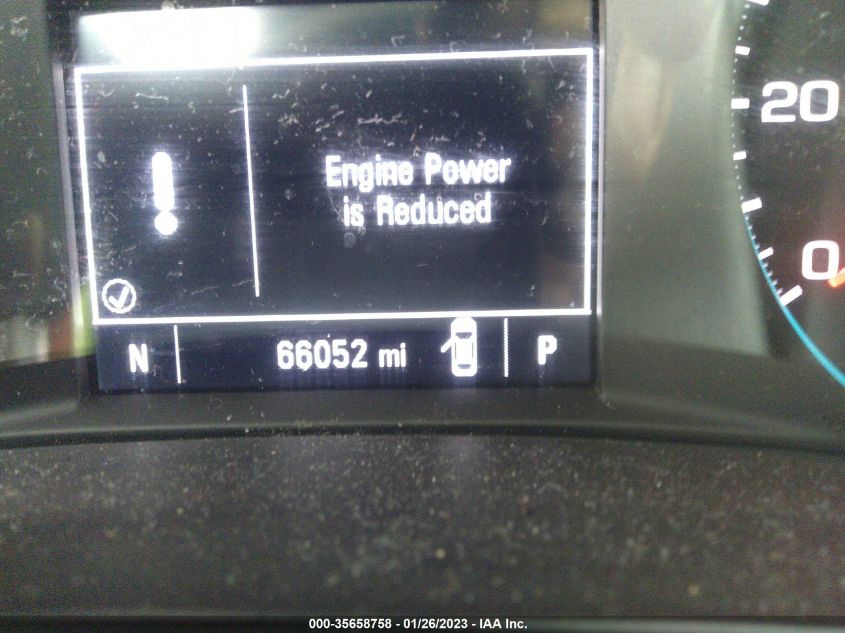 Engine Power
is Reduced
20
0
N 66052 mi P
000-35658758 - 01/26/2023 - IAA Inc.